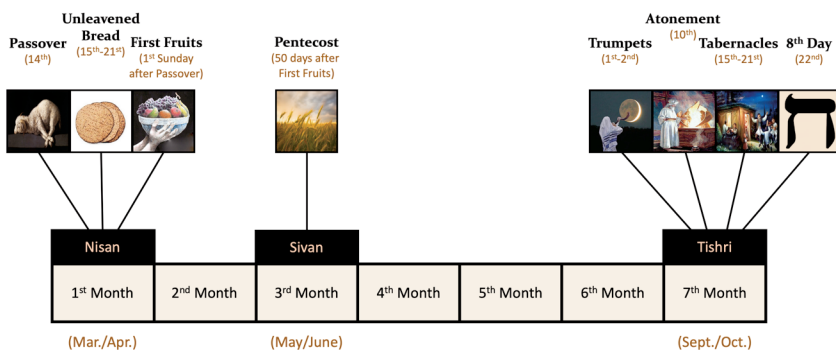 Passover
(14th)
Unleavened
Bread
(15th-21st)
First Fruits
(1st Sunday
after Passover)
Pentecost
(50 days after
First Fruits)
Trumpets
(1st-2nd)
Atonement
(10th)
Tabernacles
(15th-21st)
8th Day
(22nd)
ה
Nisan
Sivan
Tishri
1st Month
2nd Month
3rd Month
4th Month
5th Month
6th Month
7th Month
(Mar./Apr.)
(May/June)
(Sept./Oct.)